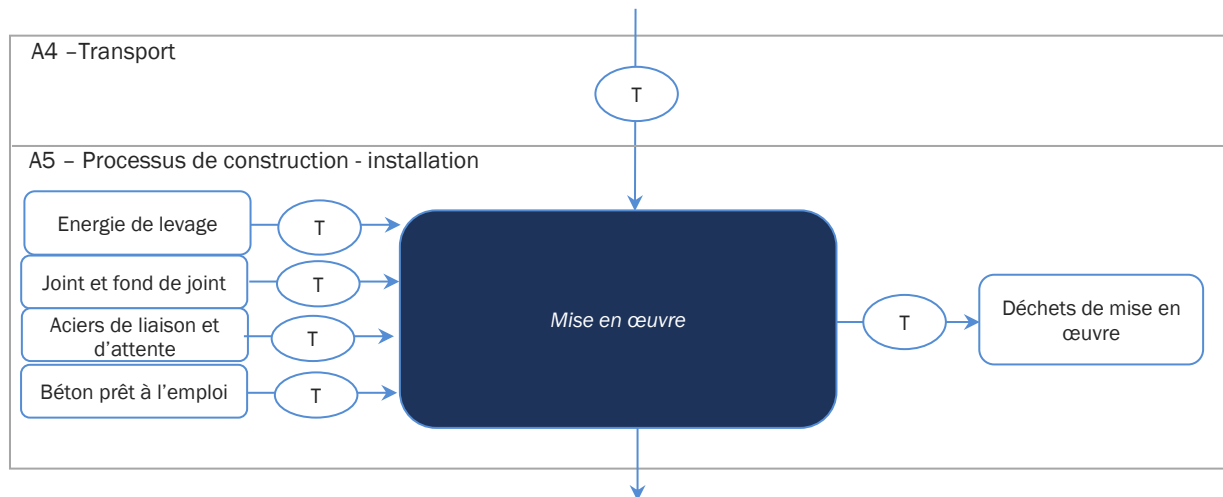 A4 –Transport
T
A5 – Processus de construction - installation
Energie de levage
T
Joint et fond de joint
T
Aciers de liaison et
d’attente
T
Béton prêt à l’emploi
T
Mise en œuvre
T
Déchets de mise en
œuvre